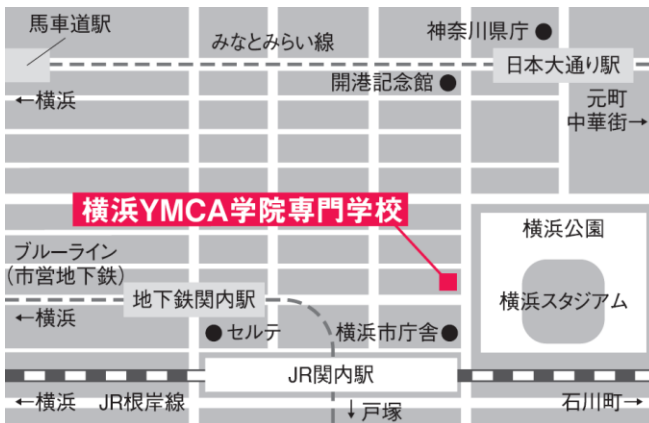 馬車道駅
みなとみらい線
神奈川県庁
日本大通り駅
開港記念館
←横浜
元町
中華街→
横浜YMCA学院専門学校
横浜公園
ブルーライン
(市営地下鉄)
地下鉄関内駅
横浜スタジアム
←横浜
セルテ
横浜市庁舎
JR関内駅
←横浜
JR根岸線
↓戸塚
石川町→